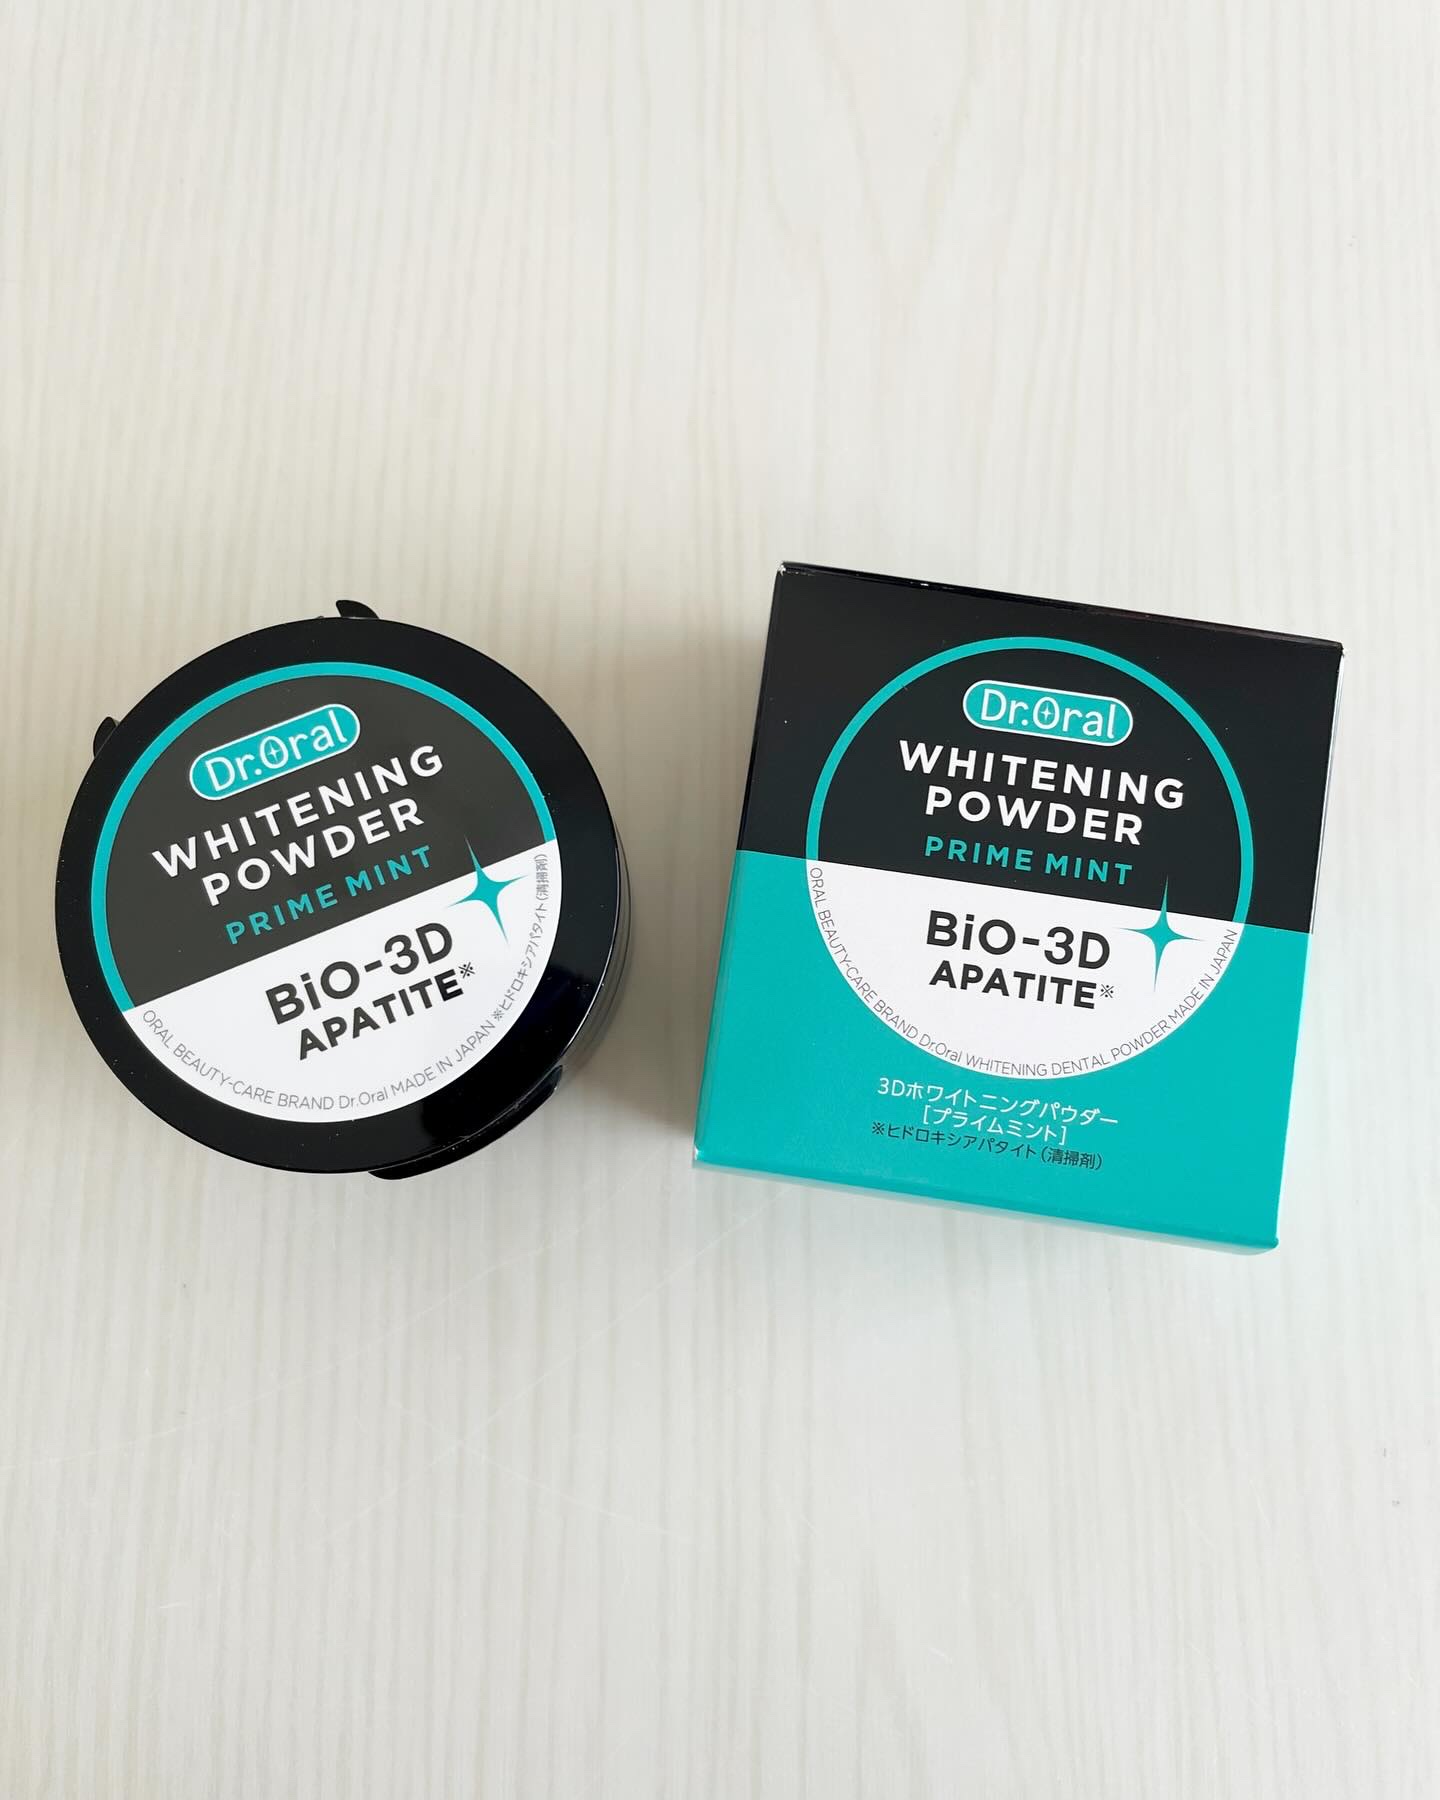 Dr.Oral
WHITENING
POWDER
PRIME MINT
BiO-3D
APATITE※
ORAL BEAUTY-CARE BRAND Dr.Oral MADE IN JAPAN ※ヒドロキシアパタイト(清掃剤)
Dr.Oral
WHITENING
POWDER
PRIME MINT
BiO-3D
APATITE※
ORAL BEAUTY-CARE BRAND Dr.Oral WHITENING DENTAL POWDER MADE IN JAPAN
3Dホワイトニングパウダー
[プライムミント]
※ヒドロキシアパタイト(清掃剤)